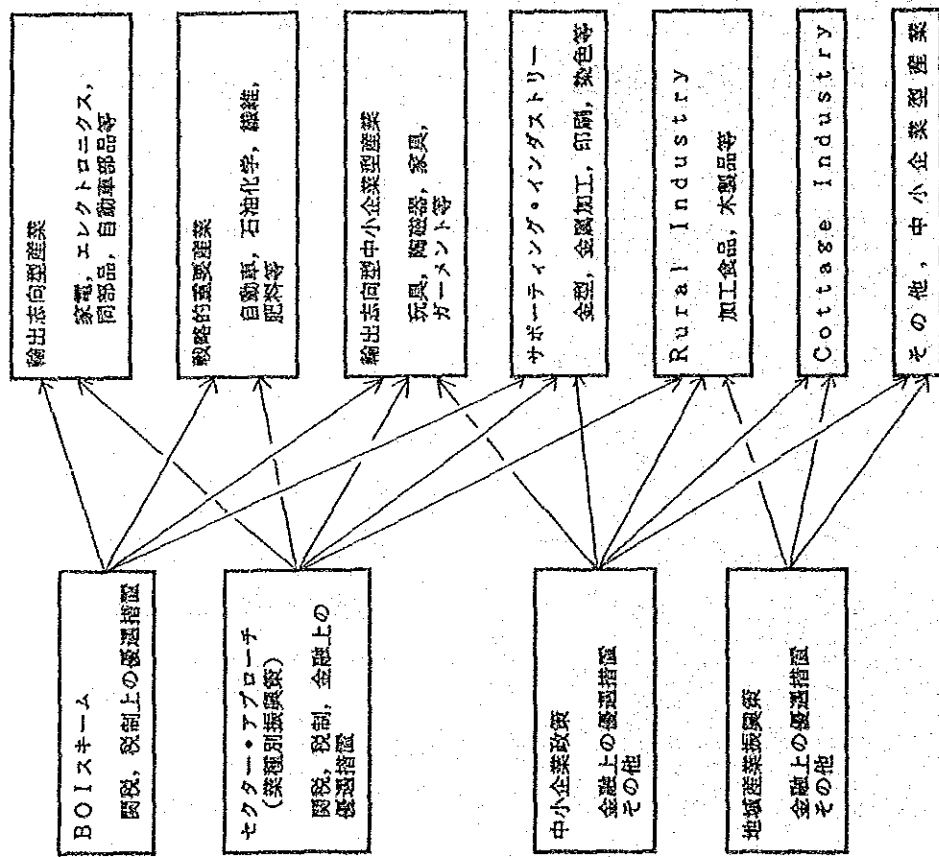 BOIスキーム
関税,税制上の優遇措置
セクター・アプローチ
(業種別振興策)
関税,税制,金融上の
優遇措置
中小企業政策
金融上の優遇措置
その他
地域産業振興策
金融上の優遇措置
その他
輸出志向型産業
家電,エレクトロニクス,
同部品,自動車部品等
戦略的重要産業
自動車,石油化学,繊維,
肥料等
輸出志向型中小企業型産業
玩具,陶磁器,家具,
ガーメント等
サポーティング・インダストリー
金型,金属加工,印刷,染色等
Rural Industry
加工食品,木製品等
Cottage Industry
その他,中小企業型産業